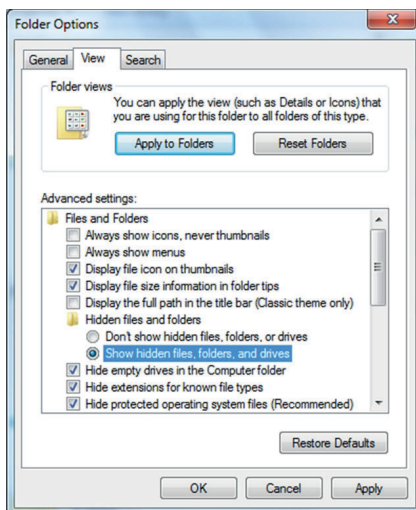 Folder Options
General View Search
Folder views
You can apply the view (such as Details or Icons) that
you are using for this folder to all folders of this type.
Apply to Folders Reset Folders
Advanced settings:
Files and Folders
Always show icons, never thumbnails
Always show menus
Display file icon on thumbnails
Display file size information in folder tips
Display the full path in the title bar (Classic theme only)
Hidden files and folders
Don't show hidden files, folders, or drives
Show hidden files, folders, and drives
Hide empty drives in the Computer folder
Hide extensions for known file types
Hide protected operating system files (Recommended)
Restore Defaults
OK Cancel Apply